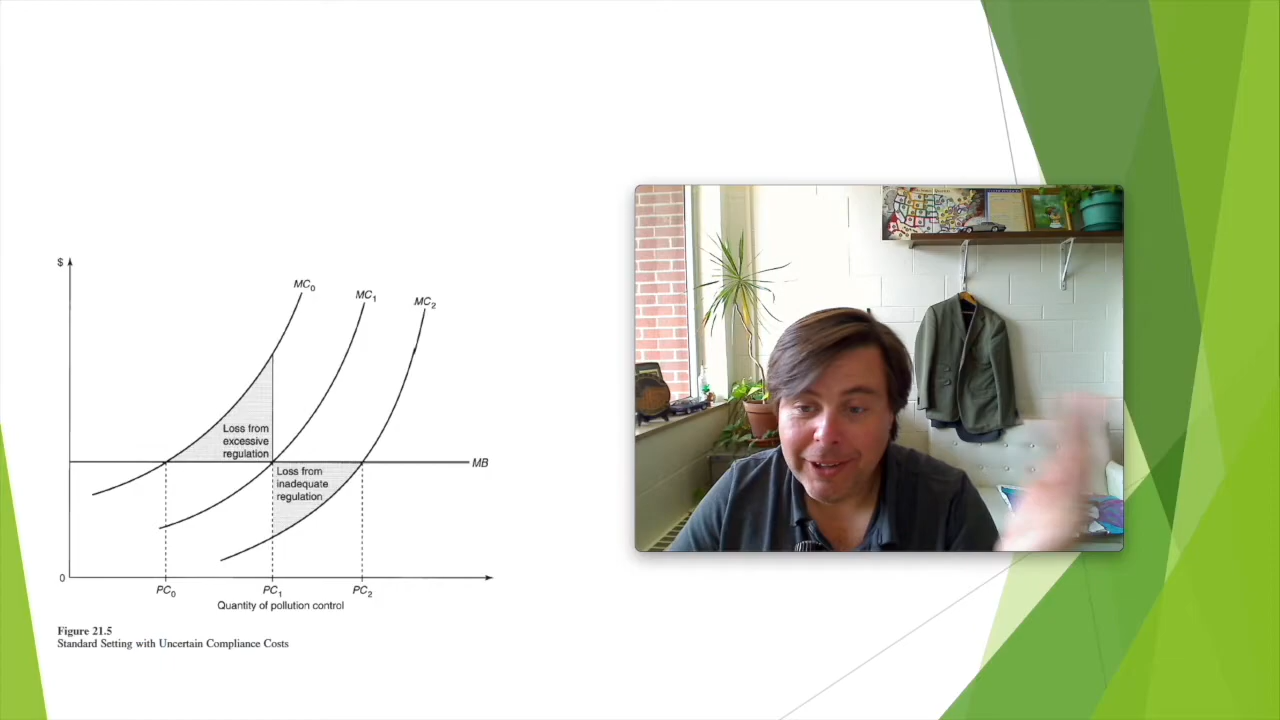 $
MC0
MC1
MC2
Loss from
excessive
regulation
MB
Loss from
inadequate
regulation
0
PC0
PC1
PC2
Quantity of pollution control
Figure 21.5
Standard Setting with Uncertain Compliance Costs